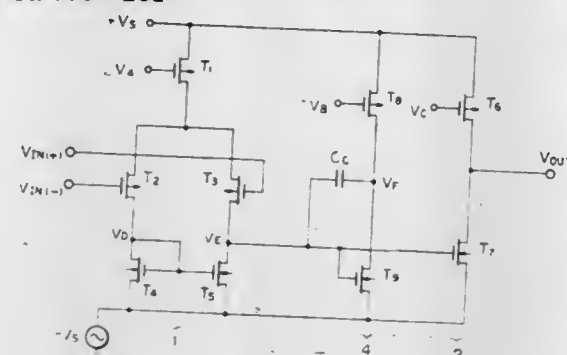 +Vs
-VA
T1
-VB
T8
VC
T6
VIN(+)
VIN(-)
T2
T3
CC
VF
VOUT
VD
VE
T7
T4
T5
T9
-Vs
1
4
2